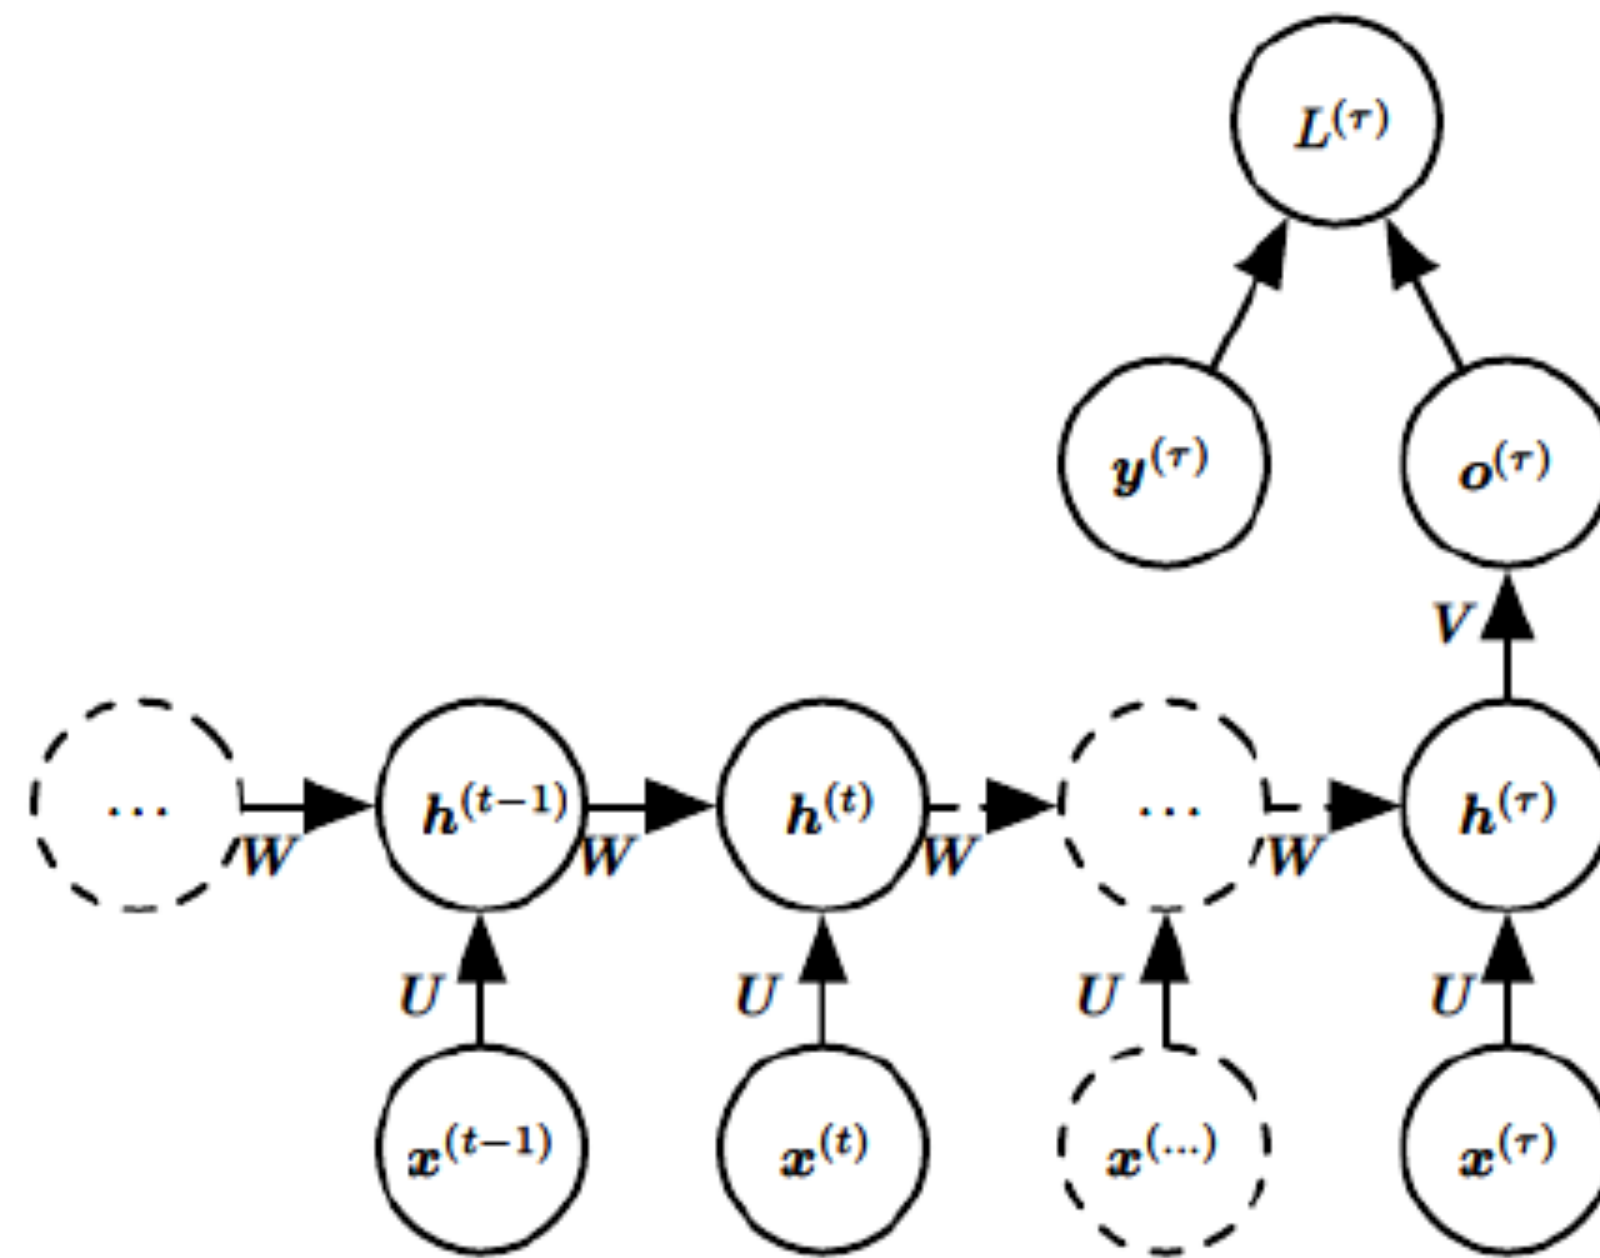 L^(τ)
y^(τ) o^(τ)
V
... h^(t−1) h^(t) ... h^(τ)
W W W W
U U U U
x^(t−1) x^(t) x^(...) x^(τ)